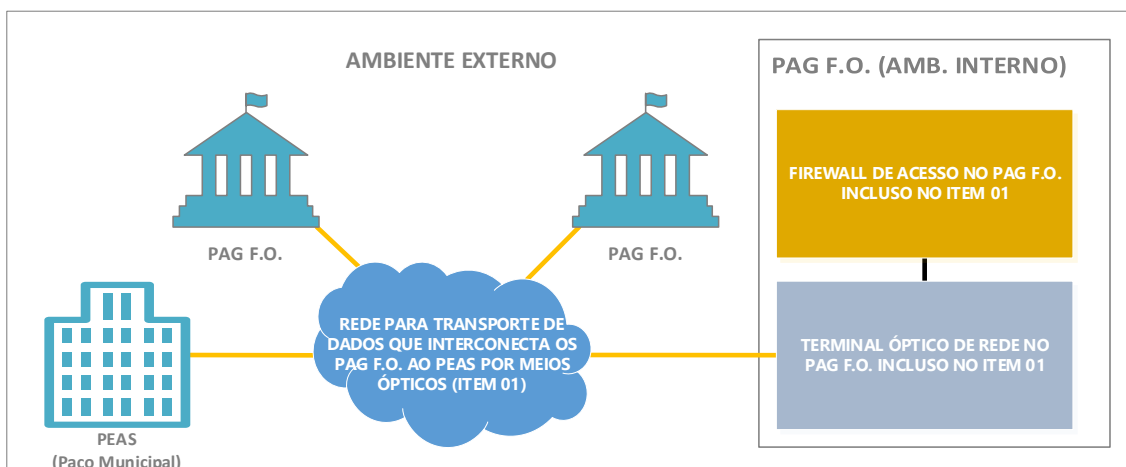 AMBIENTE EXTERNO
PAG F.O. (AMB. INTERNO)
FIREWALL DE ACESSO NO PAG F.O.
INCLUSO NO ITEM 01
PAG F.O.
PAG F.O.
REDE PARA TRANSPORTE DE
DADOS QUE INTERCONECTA OS
PAG F.O. AO PEAS POR MEIOS
ÓPTICOS (ITEM 01)
TERMINAL ÓPTICO DE REDE NO
PAG F.O. INCLUSO NO ITEM 01
PEAS
(Paço Municipal)